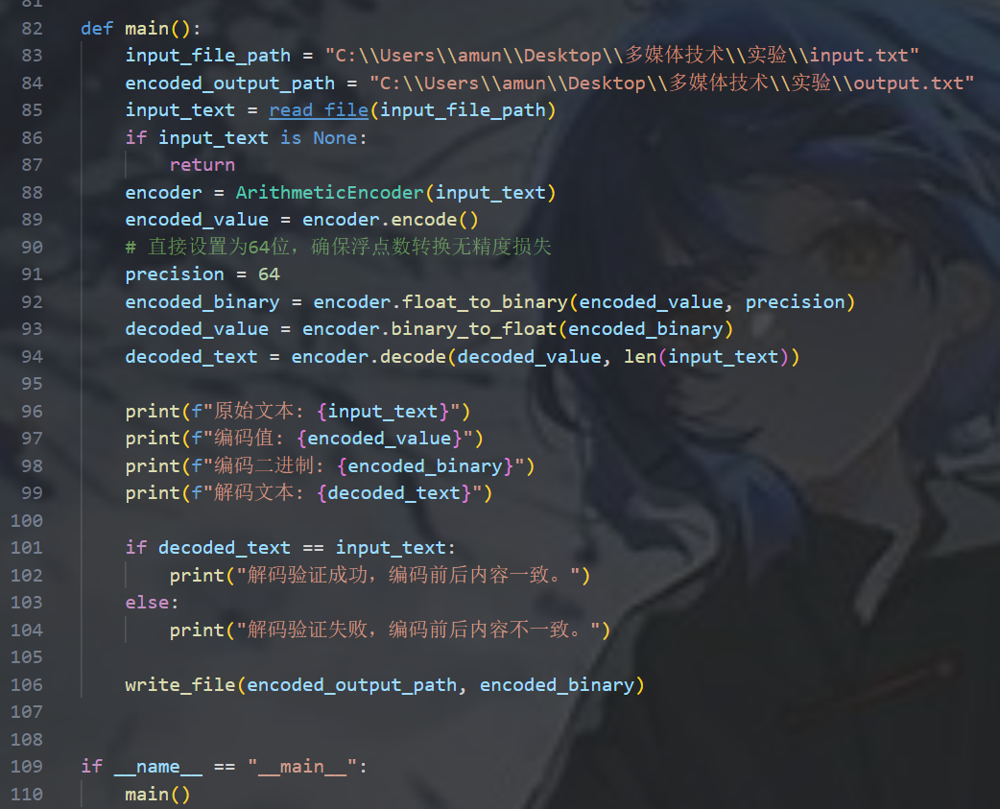 81
82 def main():
83     input_file_path = "C:\\Users\\amun\\Desktop\\多媒体技术\\实验\\input.txt"
84     encoded_output_path = "C:\\Users\\amun\\Desktop\\多媒体技术\\实验\\output.txt"
85     input_text = read_file(input_file_path)
86     if input_text is None:
87         return
88     encoder = ArithmeticEncoder(input_text)
89     encoded_value = encoder.encode()
90     # 直接设置为64位，确保浮点数转换无精度损失
91     precision = 64
92     encoded_binary = encoder.float_to_binary(encoded_value, precision)
93     decoded_value = encoder.binary_to_float(encoded_binary)
94     decoded_text = encoder.decode(decoded_value, len(input_text))
95
96     print(f"原始文本: {input_text}")
97     print(f"编码值: {encoded_value}")
98     print(f"编码二进制: {encoded_binary}")
99     print(f"解码文本: {decoded_text}")
100
101     if decoded_text == input_text:
102         print("解码验证成功，编码前后内容一致。")
103     else:
104         print("解码验证失败，编码前后内容不一致。")
105
106     write_file(encoded_output_path, encoded_binary)
107
108
109 if __name__ == "__main__":
110     main()